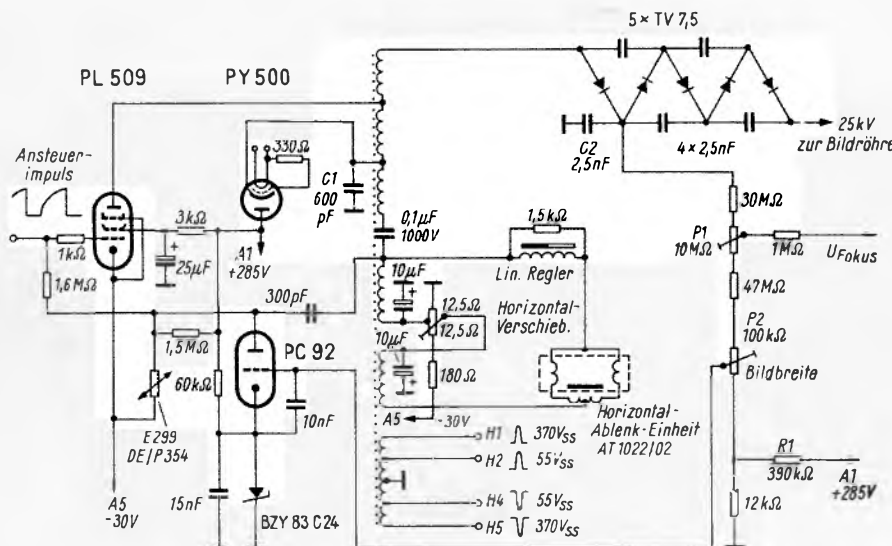 5 × TV 7,5
PL 509
PY 500
Ansteuer-
impuls
330Ω
C1
600
pF
C2
2,5nF
4 × 2,5nF
25kV
zur Bildröhre
30MΩ
3kΩ
0,1µF
1000V
1,5kΩ
P1
10MΩ
1MΩ
UFokus
1kΩ
25µF
A1
+285V
Lin. Regler
10µF
1,6MΩ
300pF
12,5Ω
12,5Ω
Horizontal-
Verschieb.
47MΩ
10µF
P2
100kΩ
Bildbreite
1,5MΩ
PC 92
60kΩ
180Ω
10nF
A5
-30V
Horizontal-
Ablenk-Einheit
AT 1022/02
E299
DE/P354
H1 370Vss
H2 55Vss
H4 55Vss
H5 370Vss
R1
390kΩ
A1
+285V
12kΩ
A5
-30V
15nF
BZY 83 C24